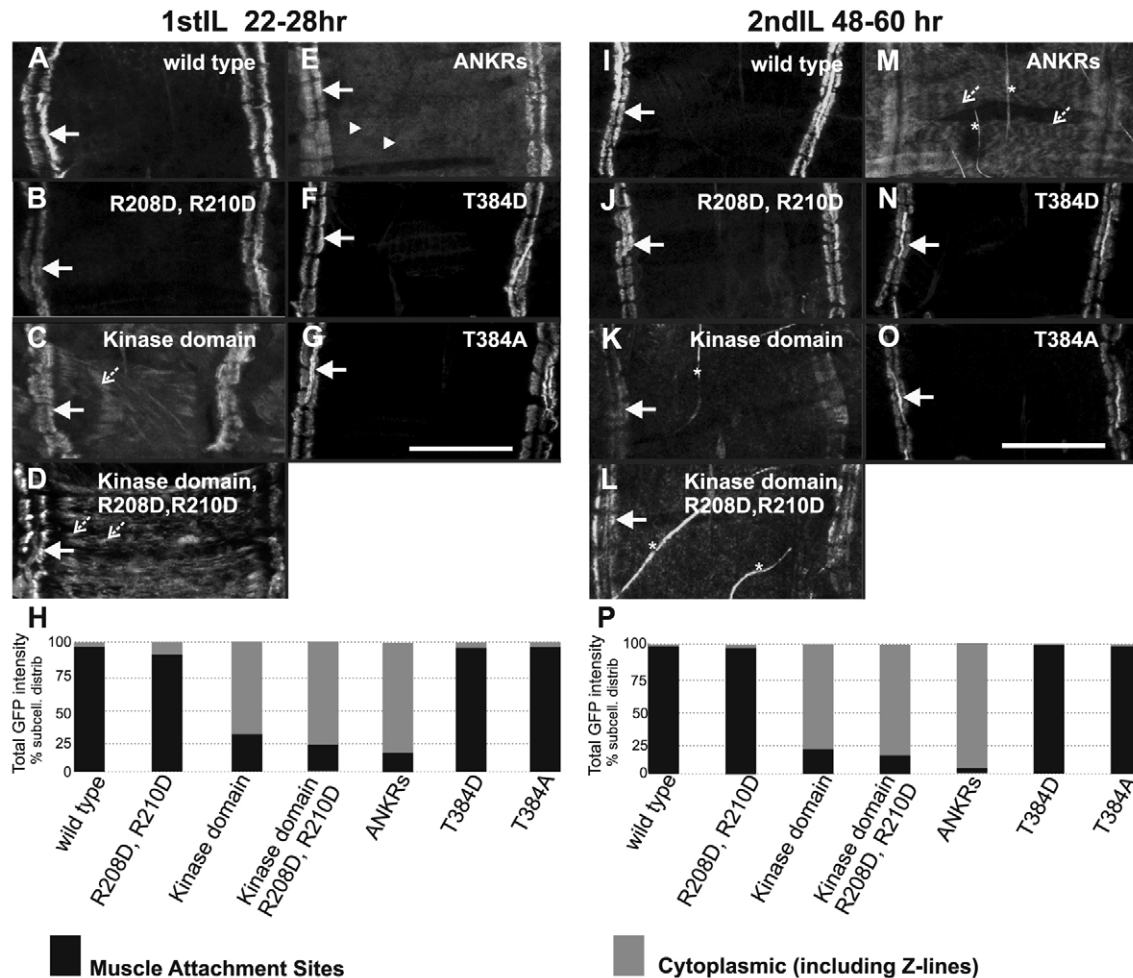 1stIL 22-28hr
2ndIL 48-60 hr
A
wild type
E
ANKRs
B
R208D, R210D
F
T384D
C
Kinase domain
G
T384A
D
Kinase domain,
R208D,R210D
I
wild type
M
ANKRs
*
*
J
R208D, R210D
N
T384D
K
Kinase domain
*
O
T384A
L
Kinase domain,
R208D,R210D
*
*
H
Total GFP intensity
% subcell. distrib
100
75
50
25
0
wild type
R208D, R210D
Kinase domain
Kinase domain
R208D, R210D
ANKRs
T384D
T384A
P
Total GFP intensity
% subcell. distrib
100
75
50
25
0
wild type
R208D, R210D
Kinase domain
Kinase domain
R208D, R210D
ANKRs
T384D
T384A
Muscle Attachment Sites
Cytoplasmic (including Z-lines)